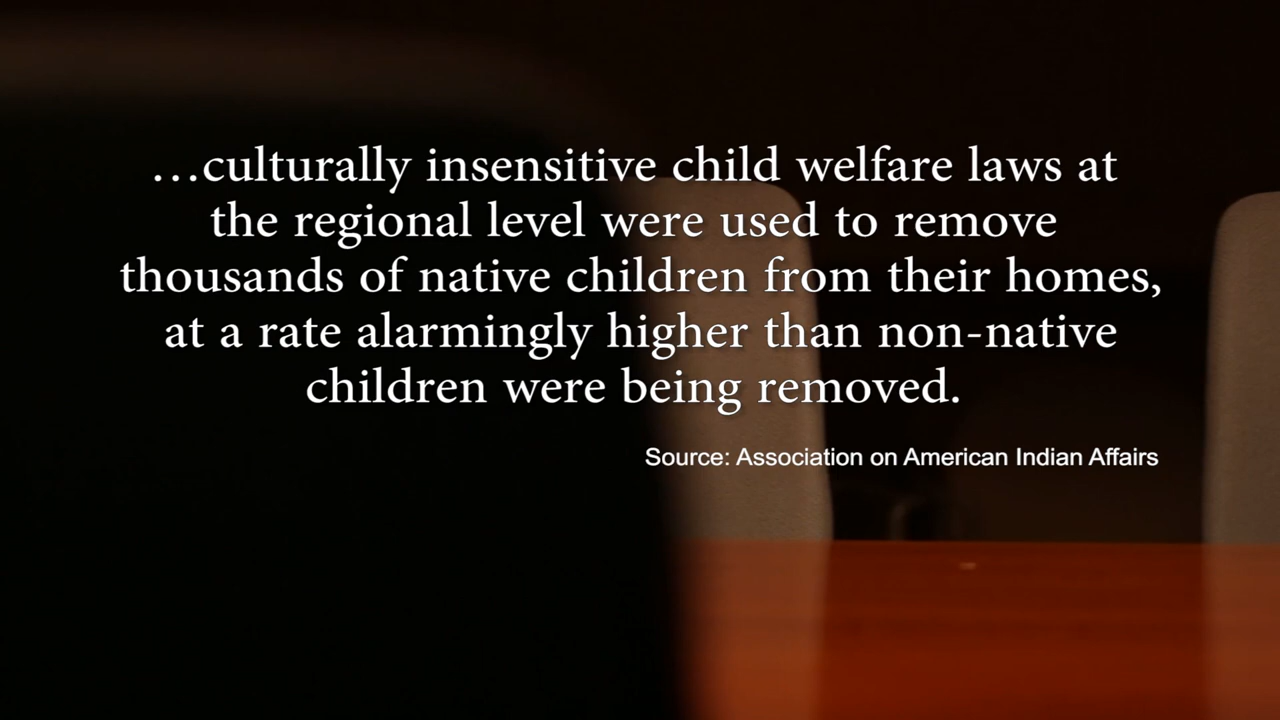 …culturally insensitive child welfare laws at
the regional level were used to remove
thousands of native children from their homes,
at a rate alarmingly higher than non-native
children were being removed.
Source: Association on American Indian Affairs